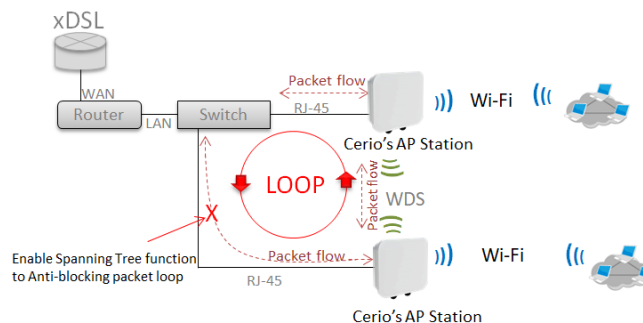 xDSL
WAN
Router
LAN
Switch
Packet flow
RJ-45
Wi-Fi
Cerio's AP Station
LOOP
Packet flow
WDS
X
Enable Spanning Tree function
to Anti-blocking packet loop
Packet flow
RJ-45
Wi-Fi
Cerio's AP Station